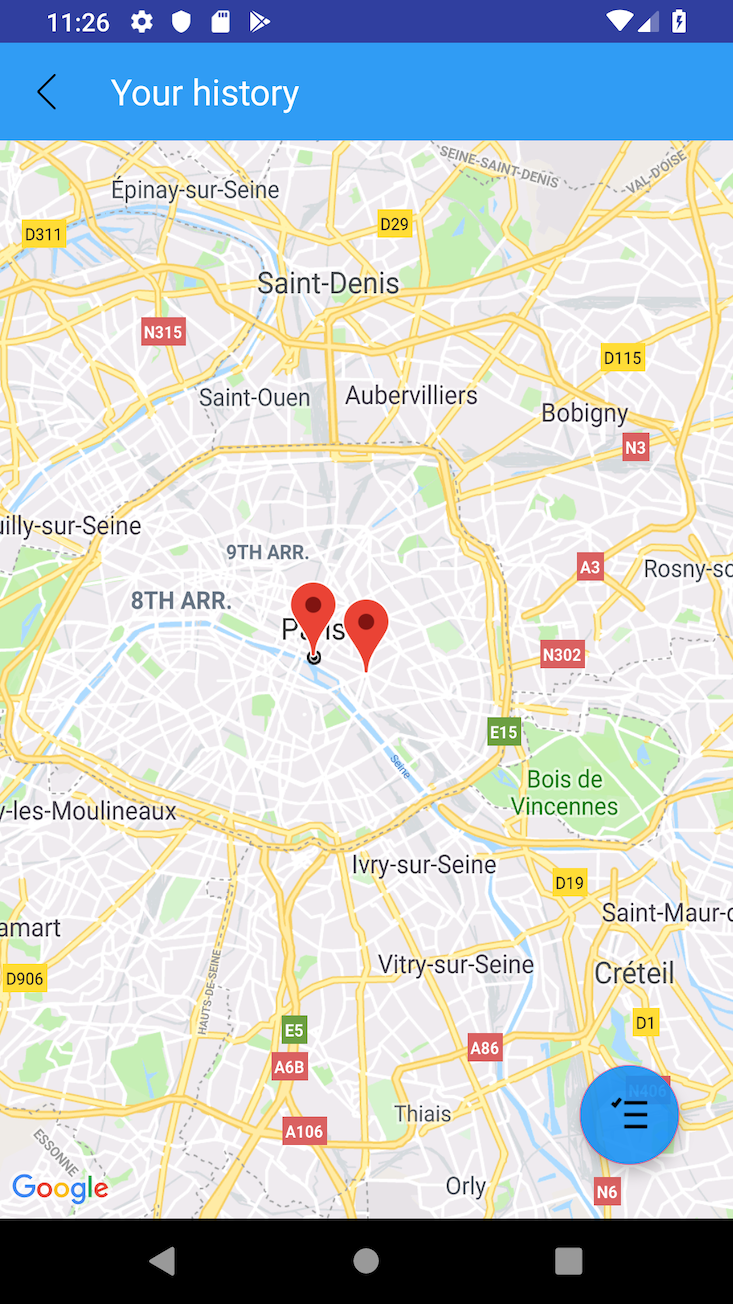 11:26
Your history
SEINE-SAINT-DENIS
VAL-D'OISE
Épinay-sur-Seine
D311
D29
Saint-Denis
N315
D115
Saint-Ouen
Aubervilliers
Bobigny
N3
uilly-sur-Seine
9TH ARR.
A3
Rosny-so
8TH ARR.
Paris
N302
E15
Seine
Bois de
Vincennes
y-les-Moulineaux
Ivry-sur-Seine
D19
Saint-Maur-d
amart
Vitry-sur-Seine
Créteil
D906
HAUTS-DE-SEINE
D1
E5
A86
A6B
N406
Thiais
A106
ESSONNE
Google
Orly
N6